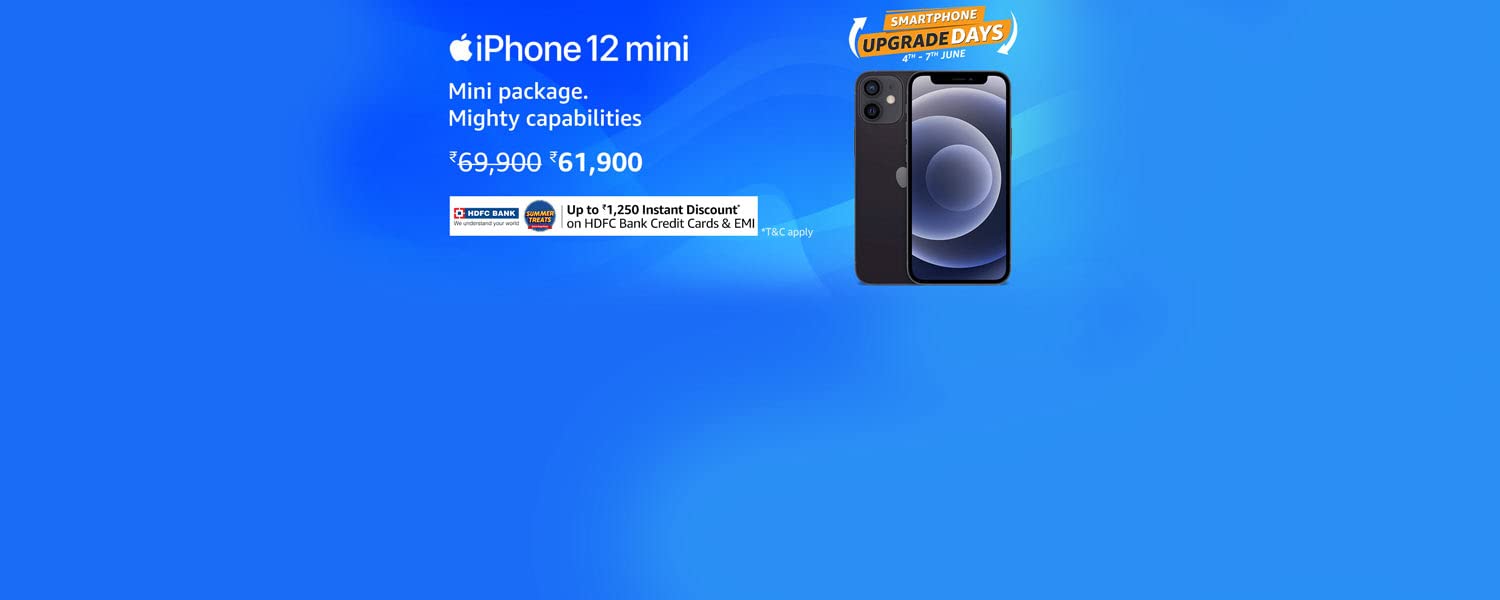 iPhone 12 mini
Mini package.
Mighty capabilities
₹69,900 ₹61,900
HDFC BANK
We understand your world
SUMMER
TREATS
Up to ₹1,250 Instant Discount*
on HDFC Bank Credit Cards & EMI
*T&C apply
SMARTPHONE
UPGRADE DAYS
4TH - 7TH JUNE